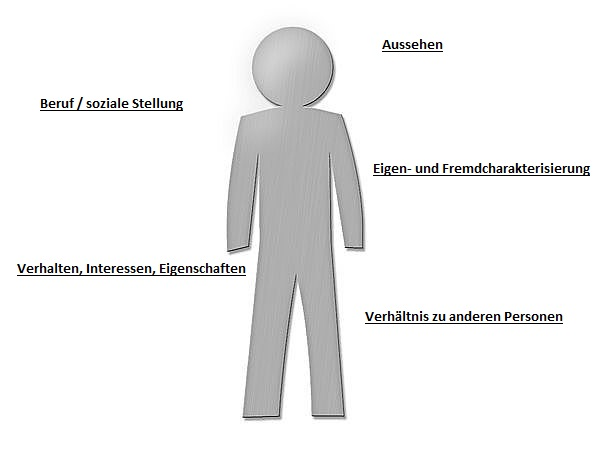 Aussehen
Beruf / soziale Stellung
Eigen- und Fremdcharakterisierung
Verhalten, Interessen, Eigenschaften
Verhältnis zu anderen Personen